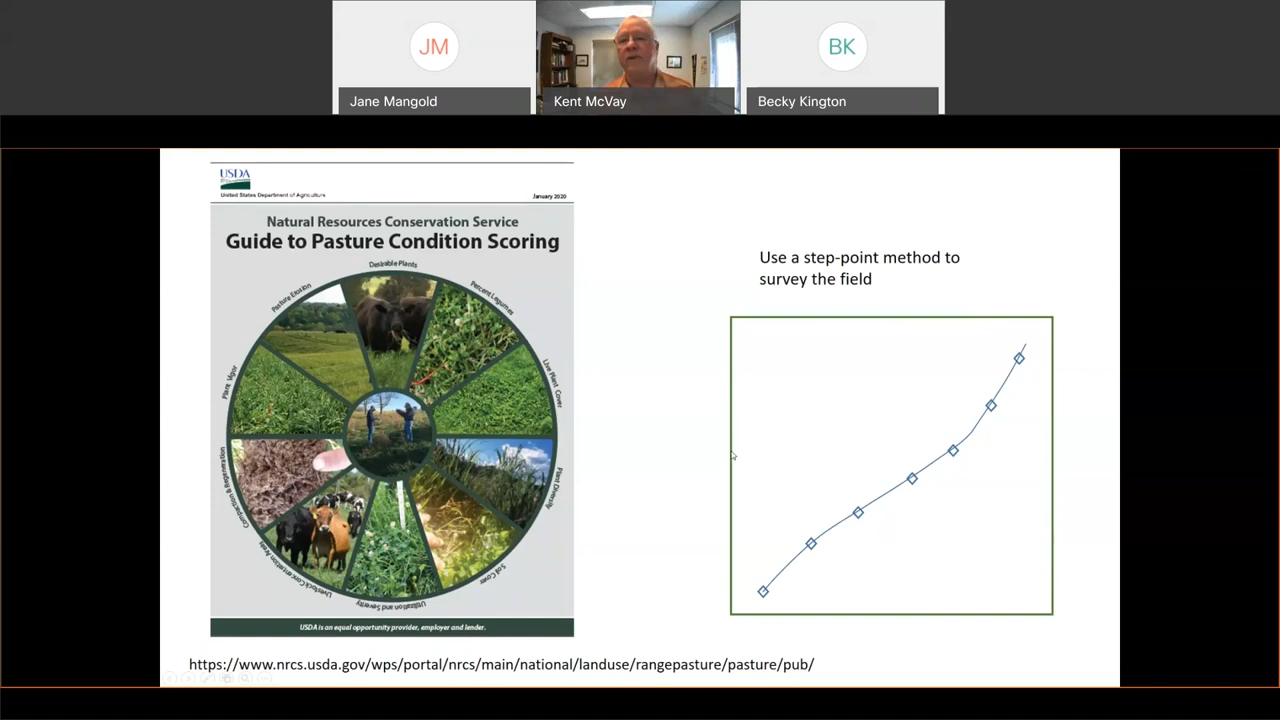 JM
BK
Jane Mangold
Kent McVay
Becky Kington
USDA
United States Department of Agriculture
January 2020
Natural Resources Conservation Service
Guide to Pasture Condition Scoring
Desirable Plants
Percent Legumes
Live Plant Cover
Plant Diversity
Soil Cover
Utilization and Severity
Livestock Concentration Areas
Compaction & Regeneration
Plant Vigor
Pasture Erosion
USDA is an equal opportunity provider, employer and lender.
Use a step-point method to
survey the field
https://www.nrcs.usda.gov/wps/portal/nrcs/main/national/landuse/rangepasture/pasture/pub/